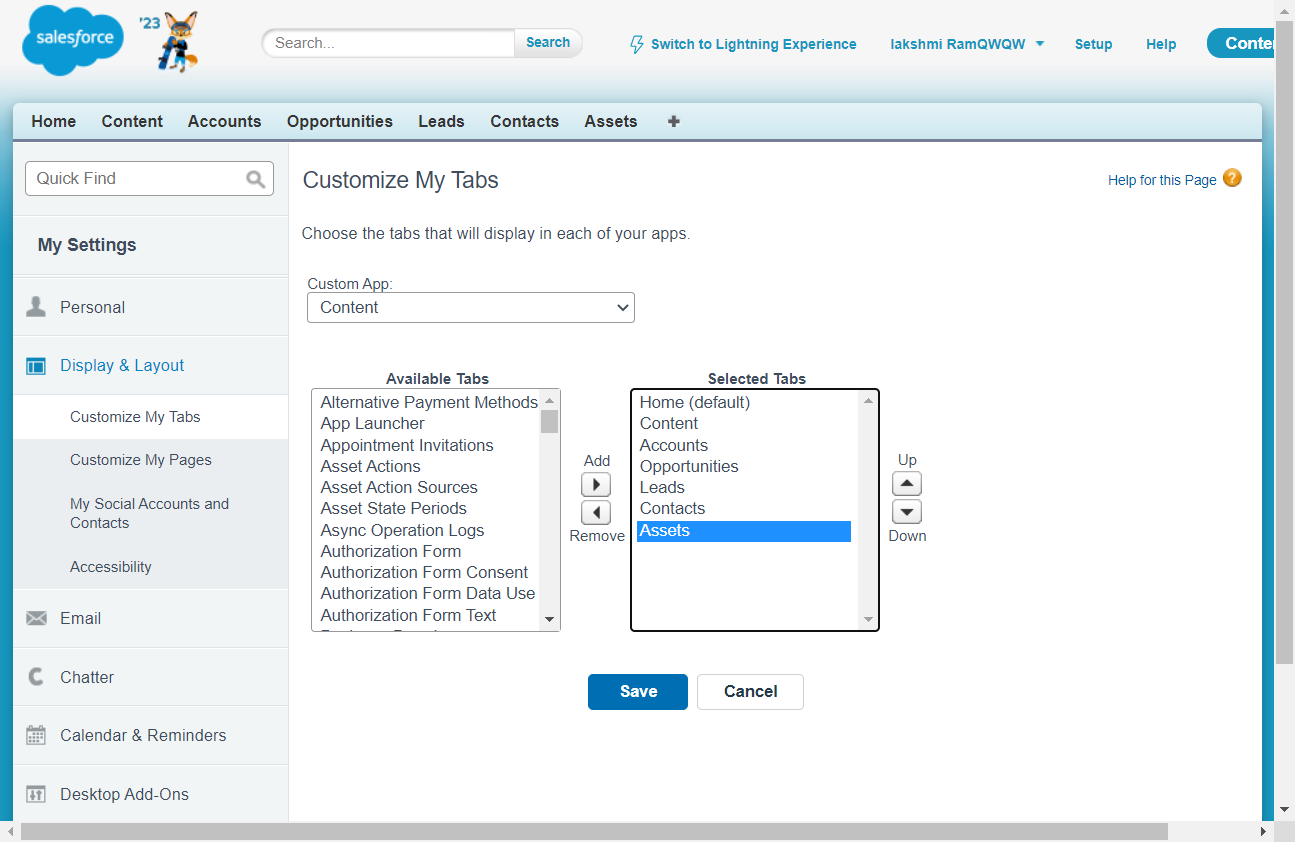 salesforce
'23
Search...
Search
Switch to Lightning Experience
lakshmi RamQWQW
Setup
Help
Home
Content
Accounts
Opportunities
Leads
Contacts
Assets
Quick Find
My Settings
Personal
Display & Layout
Customize My Tabs
Customize My Pages
My Social Accounts and
Contacts
Accessibility
Email
Chatter
Calendar & Reminders
Desktop Add-Ons
Customize My Tabs
Help for this Page
?
Choose the tabs that will display in each of your apps.
Custom App:
Content
Available Tabs
Alternative Payment Methods
App Launcher
Appointment Invitations
Asset Actions
Asset Action Sources
Asset State Periods
Async Operation Logs
Authorization Form
Authorization Form Consent
Authorization Form Data Use
Authorization Form Text
Add
Remove
Selected Tabs
Home (default)
Content
Accounts
Opportunities
Leads
Contacts
Assets
Up
Down
Save
Cancel